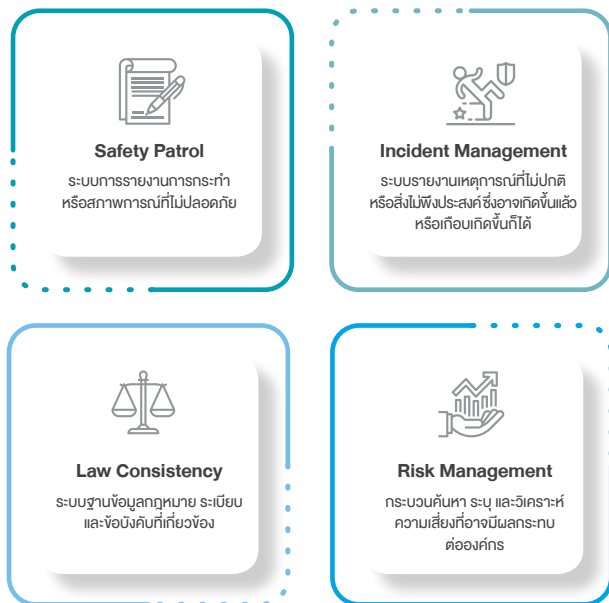 Safety Patrol
ระบบการรายงานการกระทำ
หรือสภาพการณ์ที่ไม่ปลอดภัย
Incident Management
ระบบรายงานเหตุการณ์ที่ไม่ปกติ
หรือสิ่งไม่พึงประสงค์ ซึ่งอาจเกิดขึ้นแล้ว
หรือเกือบเกิดขึ้นก็ได้
Law Consistency
ระบบฐานข้อมูลกฎหมาย ระเบียบ
และข้อบังคับที่เกี่ยวข้อง
Risk Management
กระบวนค้นหา ระบุ และวิเคราะห์
ความเสี่ยงที่อาจมีผลกระทบ
ต่อองค์กร